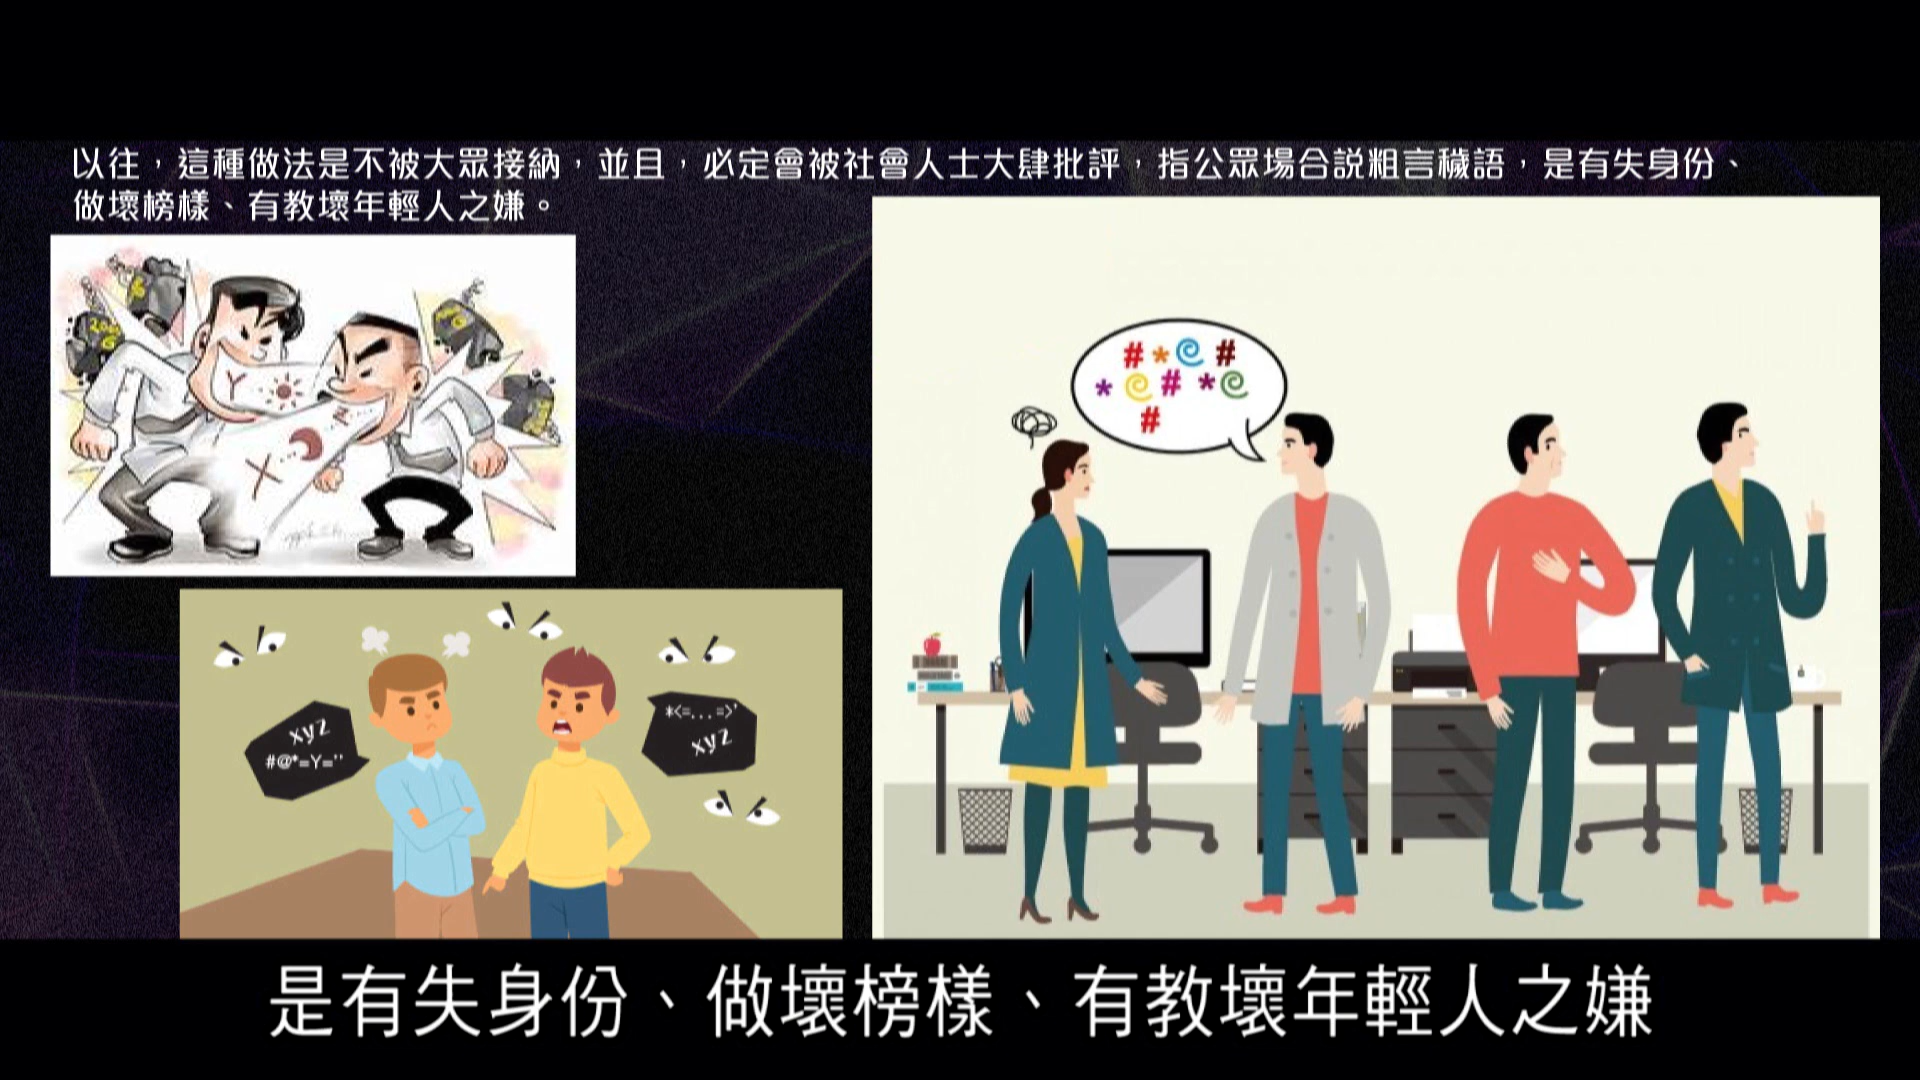 以往，這種做法是不被大眾接納，並且，必定會被社會人士大肆批評，指公眾場合説粗言穢語，是有失身份、
做壞榜樣、有教壞年輕人之嫌。
#*@#
*@#*@
#
Y
X
xyz
#@*=Y=''
*<=...=>'
xyz
是有失身份、做壞榜樣、有教壞年輕人之嫌